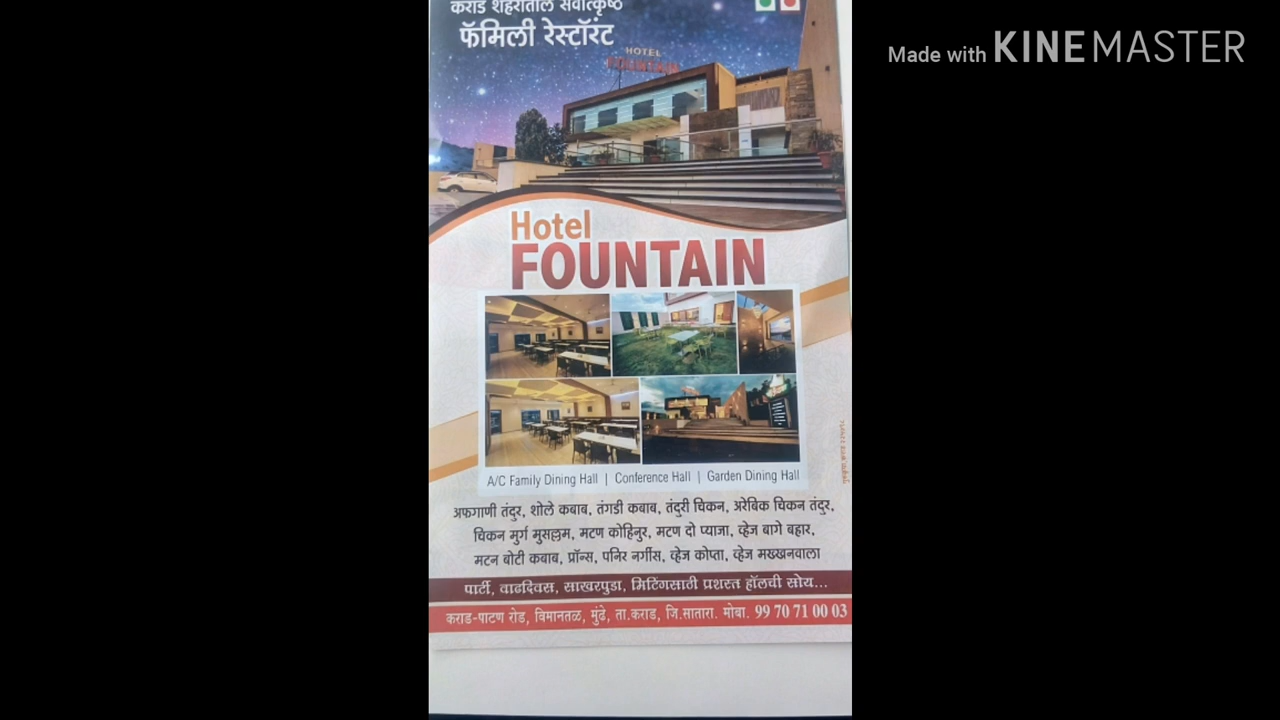 कराड शहरातील सर्वोत्कृष्ठ
फॅमिली रेस्टॉरंट
HOTEL
FOUNTAIN
Made with KINEMASTER
Hotel
FOUNTAIN
A/C Family Dining Hall | Conference Hall | Garden Dining Hall
अफगाणी तंदुर, शोले कबाब, तंगडी कबाब, तंदुरी चिकन, अरेबिक चिकन तंदुर,
चिकन मुर्ग मुसल्लम, मटण कोहिनुर, मटण दो प्याजा, व्हेज बागे बहार,
मटन बोटी कबाब, प्रॉन्स, पनिर नर्गीस, व्हेज कोप्ता, व्हेज मख्खनवाला
पार्टी, वाढदिवस, साखरपुडा, मिटिंगसाठी प्रशस्त हॉलची सोय...
कराड-पाटण रोड, विमानतळ, मुंढे, ता.कराड, जि.सातारा. मोबा. 99 70 71 00 03